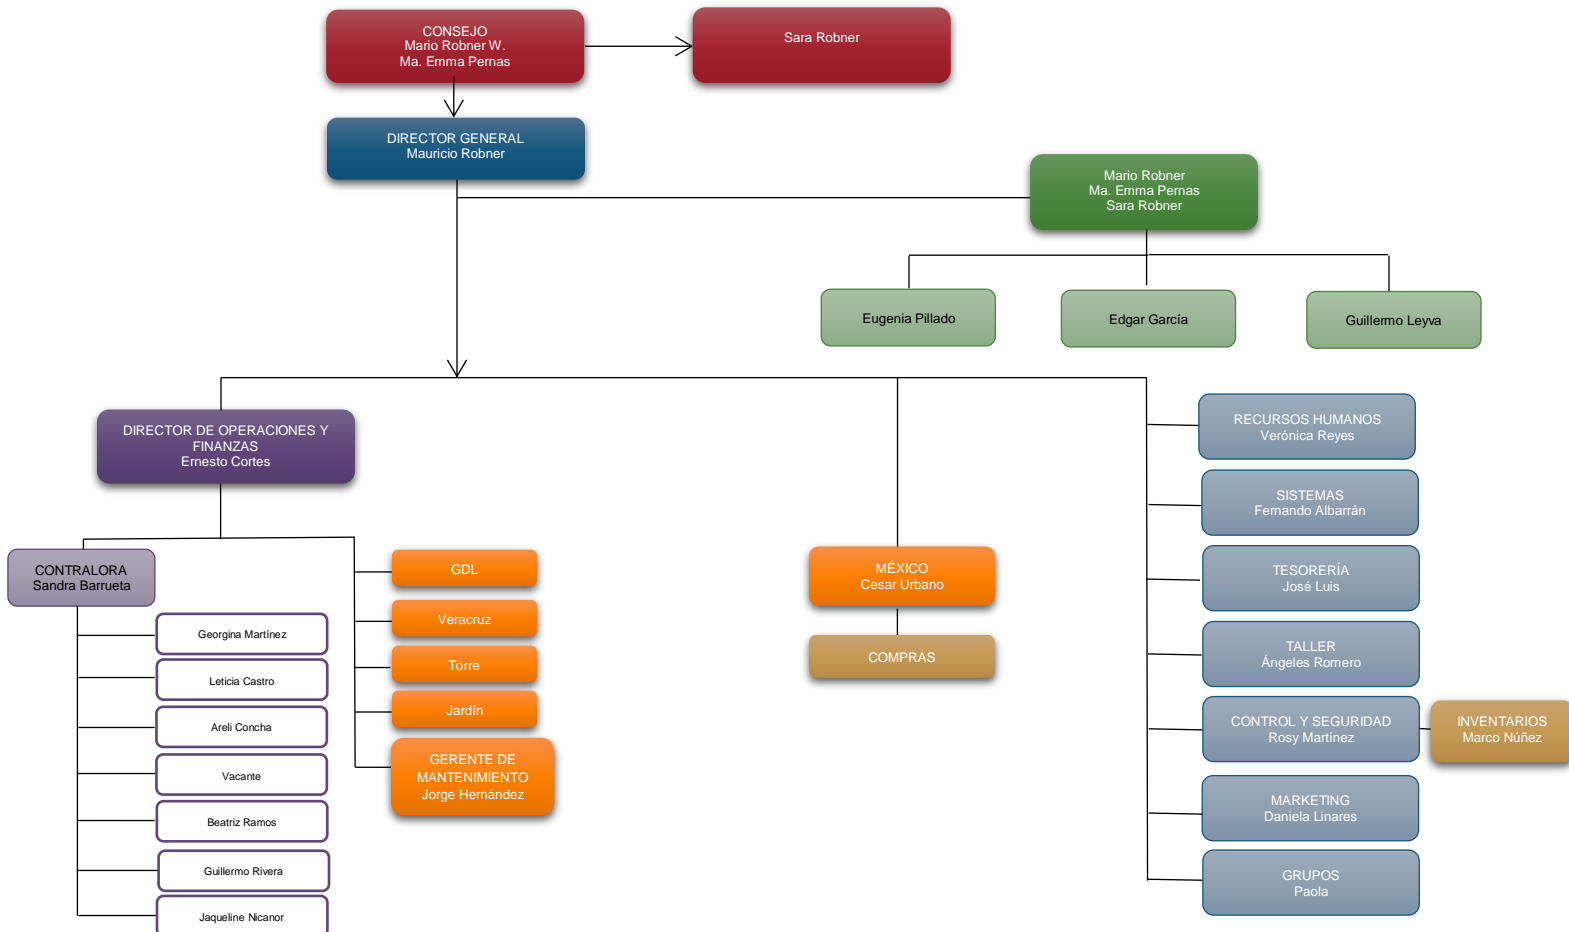 CONSEJO
Mario Robner W.
Ma. Emma Pernas
Sara Robner
DIRECTOR GENERAL
Mauricio Robner
Mario Robner
Ma. Emma Pernas
Sara Robner
Eugenia Pillado
Edgar García
Guillermo Leyva
DIRECTOR DE OPERACIONES Y
FINANZAS
Ernesto Cortes
CONTRALORA
Sandra Barrueta
Georgina Martínez
Leticia Castro
Areli Concha
Vacante
Beatriz Ramos
Guillermo Rivera
Jaqueline Nicanor
GDL
Veracruz
Torre
Jardín
GERENTE DE
MANTENIMIENTO
Jorge Hernández
MÉXICO
Cesar Urbano
COMPRAS
RECURSOS HUMANOS
Verónica Reyes
SISTEMAS
Fernando Albarrán
TESORERÍA
José Luis
TALLER
Ángeles Romero
CONTROL Y SEGURIDAD
Rosy Martínez
INVENTARIOS
Marco Núñez
MARKETING
Daniela Linares
GRUPOS
Paola